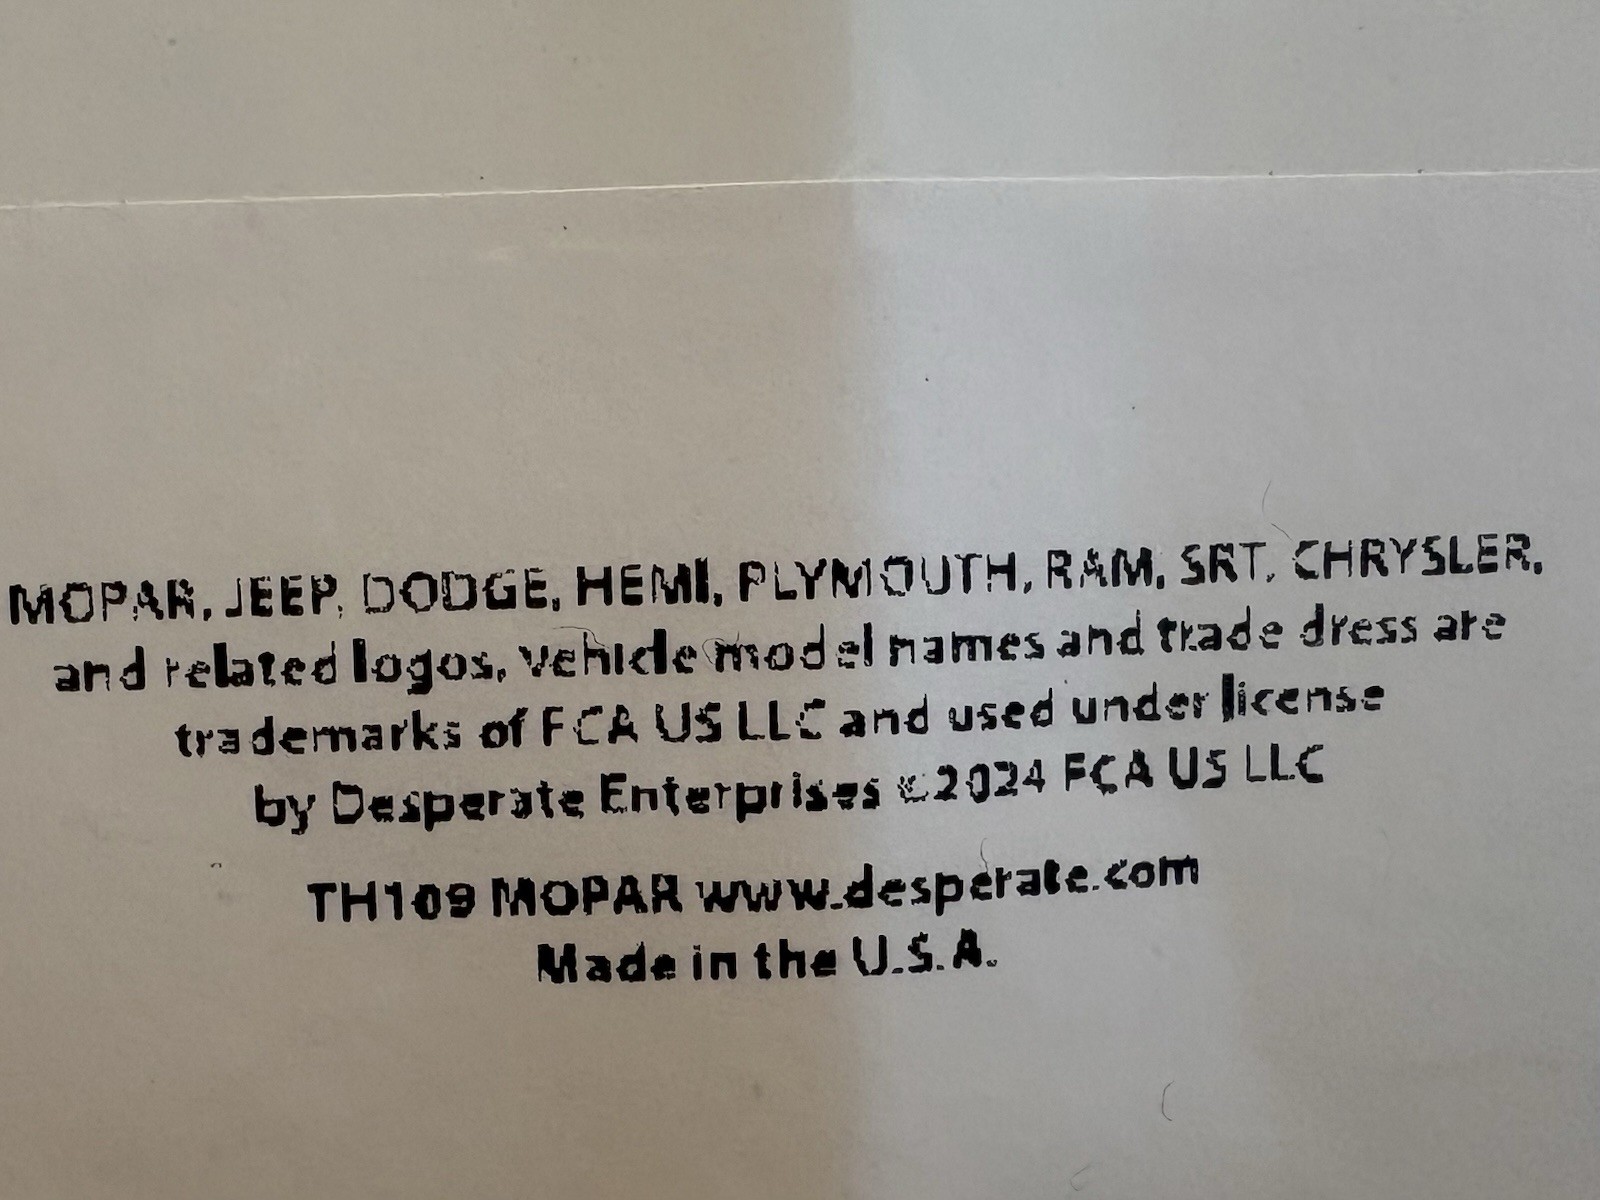 MOPAR, JEEP, DODGE, HEMI, PLYMOUTH, RAM, SRT, CHRYSLER,
and related logos, vehicle model names and trade dress are
trademarks of FCA US LLC and used under license
by Desperate Enterprises ©2024 FCA US LLC
TH109 MOPAR www.desperate.com
Made in the U.S.A.